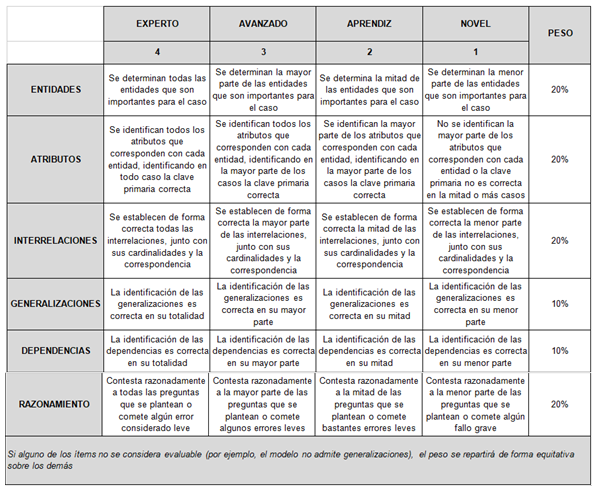 EXPERTO AVANZADO APRENDIZ NOVEL PESO
4 3 2 1
ENTIDADES
Se determinan todas las
entidades que son
importantes para el caso
Se determinan la mayor
parte de las entidades
que son importantes para
el caso
Se determina la mitad de
las entidades que son
importantes para el caso
Se determinan la menor
parte de las entidades
que son importantes para
el caso
20%
ATRIBUTOS
Se identifican todos los
atributos que
corresponden con cada
entidad, identificando en
todo caso la clave
primaria correcta
Se identifican todos los
atributos que
corresponden con cada
entidad, identificando en
la mayor parte de los
casos la clave primaria
correcta
Se identifican la mayor
parte de los atributos que
corresponden con cada
entidad, identificando en
la mayor parte de los
casos la clave primaria
correcta
No se identifican la
mayor parte de los
atributos que
corresponden con cada
entidad o la clave
primaria no es correcta
en la mitad o más casos
20%
INTERRELACIONES
Se establecen de forma
correcta todas las
interrelaciones, junto con
sus cardinalidades y la
correspondencia
Se establecen de forma
correcta la mayor parte
de las interrelaciones,
junto con sus
cardinalidades y la
correspondencia
Se establecen de forma
correcta la mitad de las
interrelaciones, junto con
sus cardinalidades y la
correspondencia
Se establecen de forma
correcta la menor parte
de las interrelaciones,
junto con sus
cardinalidades y la
correspondencia
20%
GENERALIZACIONES
La identificación de las
generalizaciones es
correcta en su totalidad
La identificación de las
generalizaciones es
correcta en su mayor
parte
La identificación de las
generalizaciones es
correcta en su mitad
La identificación de las
generalizaciones es
correcta en su menor
parte
10%
DEPENDENCIAS
La identificación de las
dependencias es correcta
en su totalidad
La identificación de las
dependencias es correcta
en su mayor parte
La identificación de las
dependencias es correcta
en su mitad
La identificación de las
dependencias es correcta
en su menor parte
10%
RAZONAMIENTO
Contesta razonadamente
a todas las preguntas
que se plantean o
comete algún error
considerado leve
Contesta razonadamente
a la mayor parte de las
preguntas que se
plantean o comete
algunos errores leves
Contesta razonadamente
a la mitad de las
preguntas que se
plantean o comete
bastantes errores leves
Contesta razonadamente
a la menor parte de las
preguntas que se
plantean o comete algún
fallo grave
20%
Si alguno de los ítems no se considera evaluable (por ejemplo, el modelo no admite generalizaciones), el peso se repartirá de forma equitativa
sobre los demás